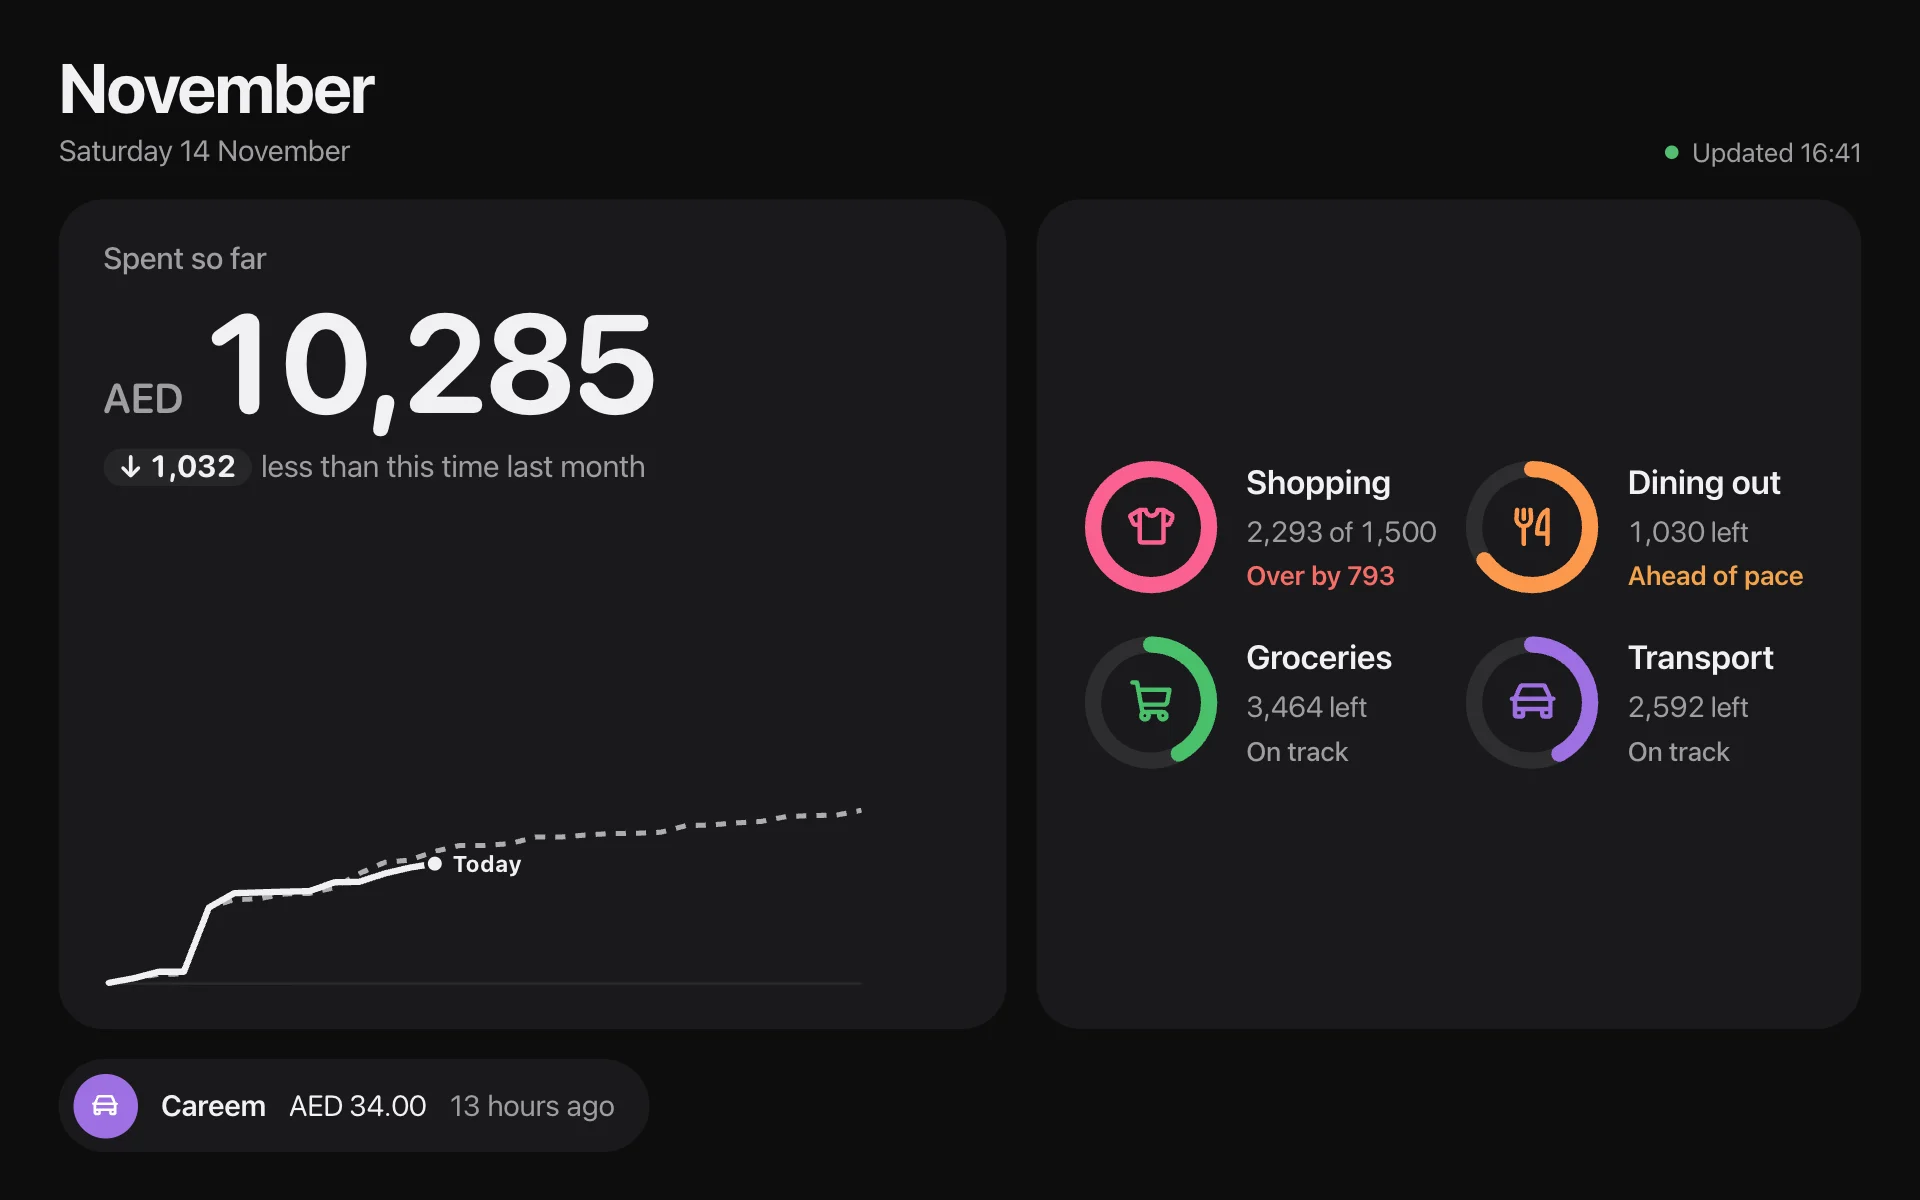 November
Saturday 14 November
Updated 16:41
Spent so far
AED 10,285
↓ 1,032 less than this time last month
Today
Shopping
2,293 of 1,500
Over by 793
Dining out
1,030 left
Ahead of pace
Groceries
3,464 left
On track
Transport
2,592 left
On track
Careem AED 34.00 13 hours ago